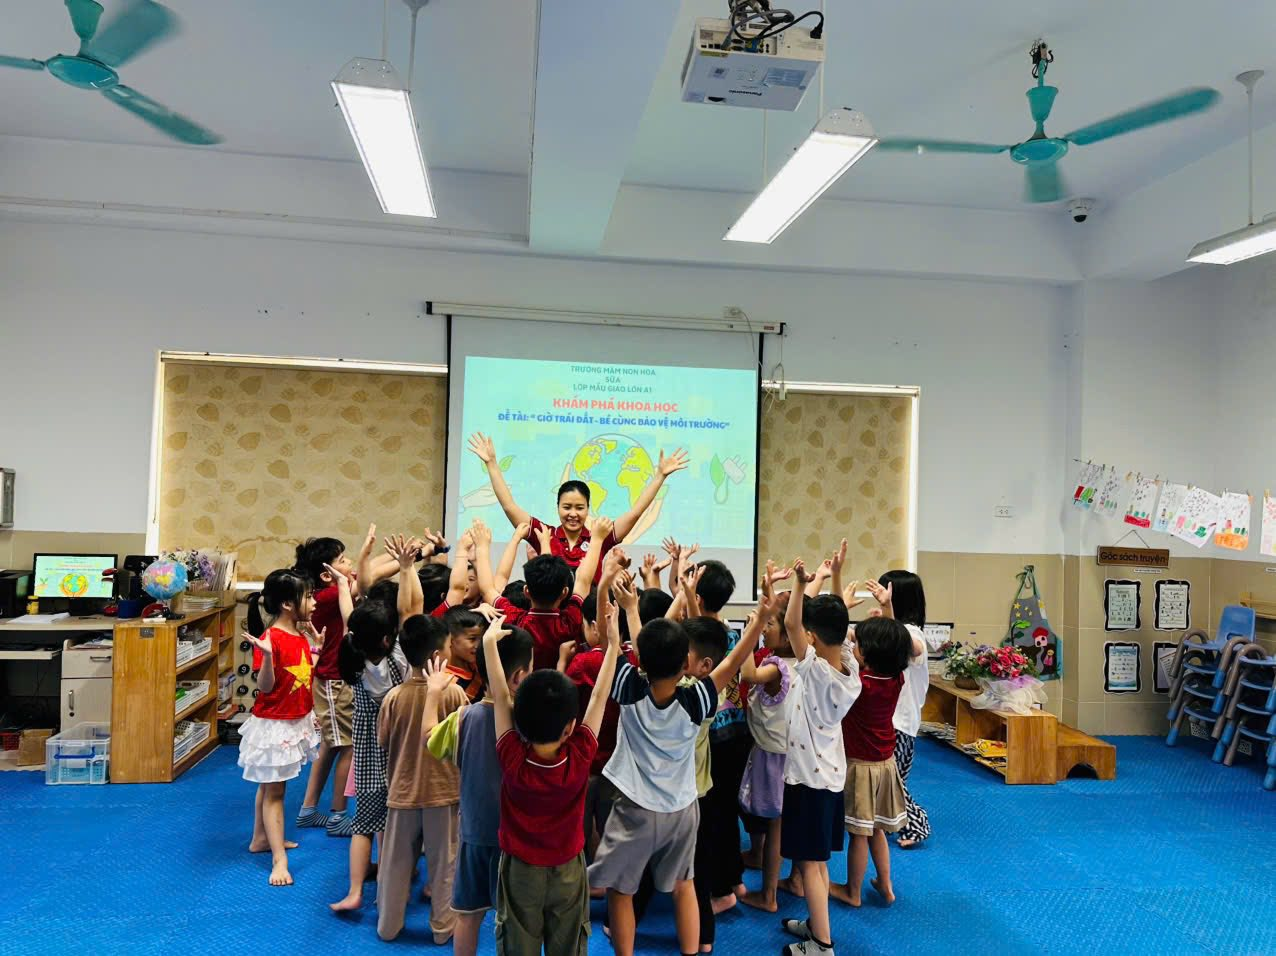 Panasonic
TRƯỜNG MẦM NON HOA
SỮA
LỚP MẪU GIÁO LỚN A1
KHÁM PHÁ KHOA HỌC
ĐỀ TÀI: " GIỜ TRÁI ĐẤT - BÉ CÙNG BẢO VỆ MÔI TRƯỜNG"
Góc sách truyện